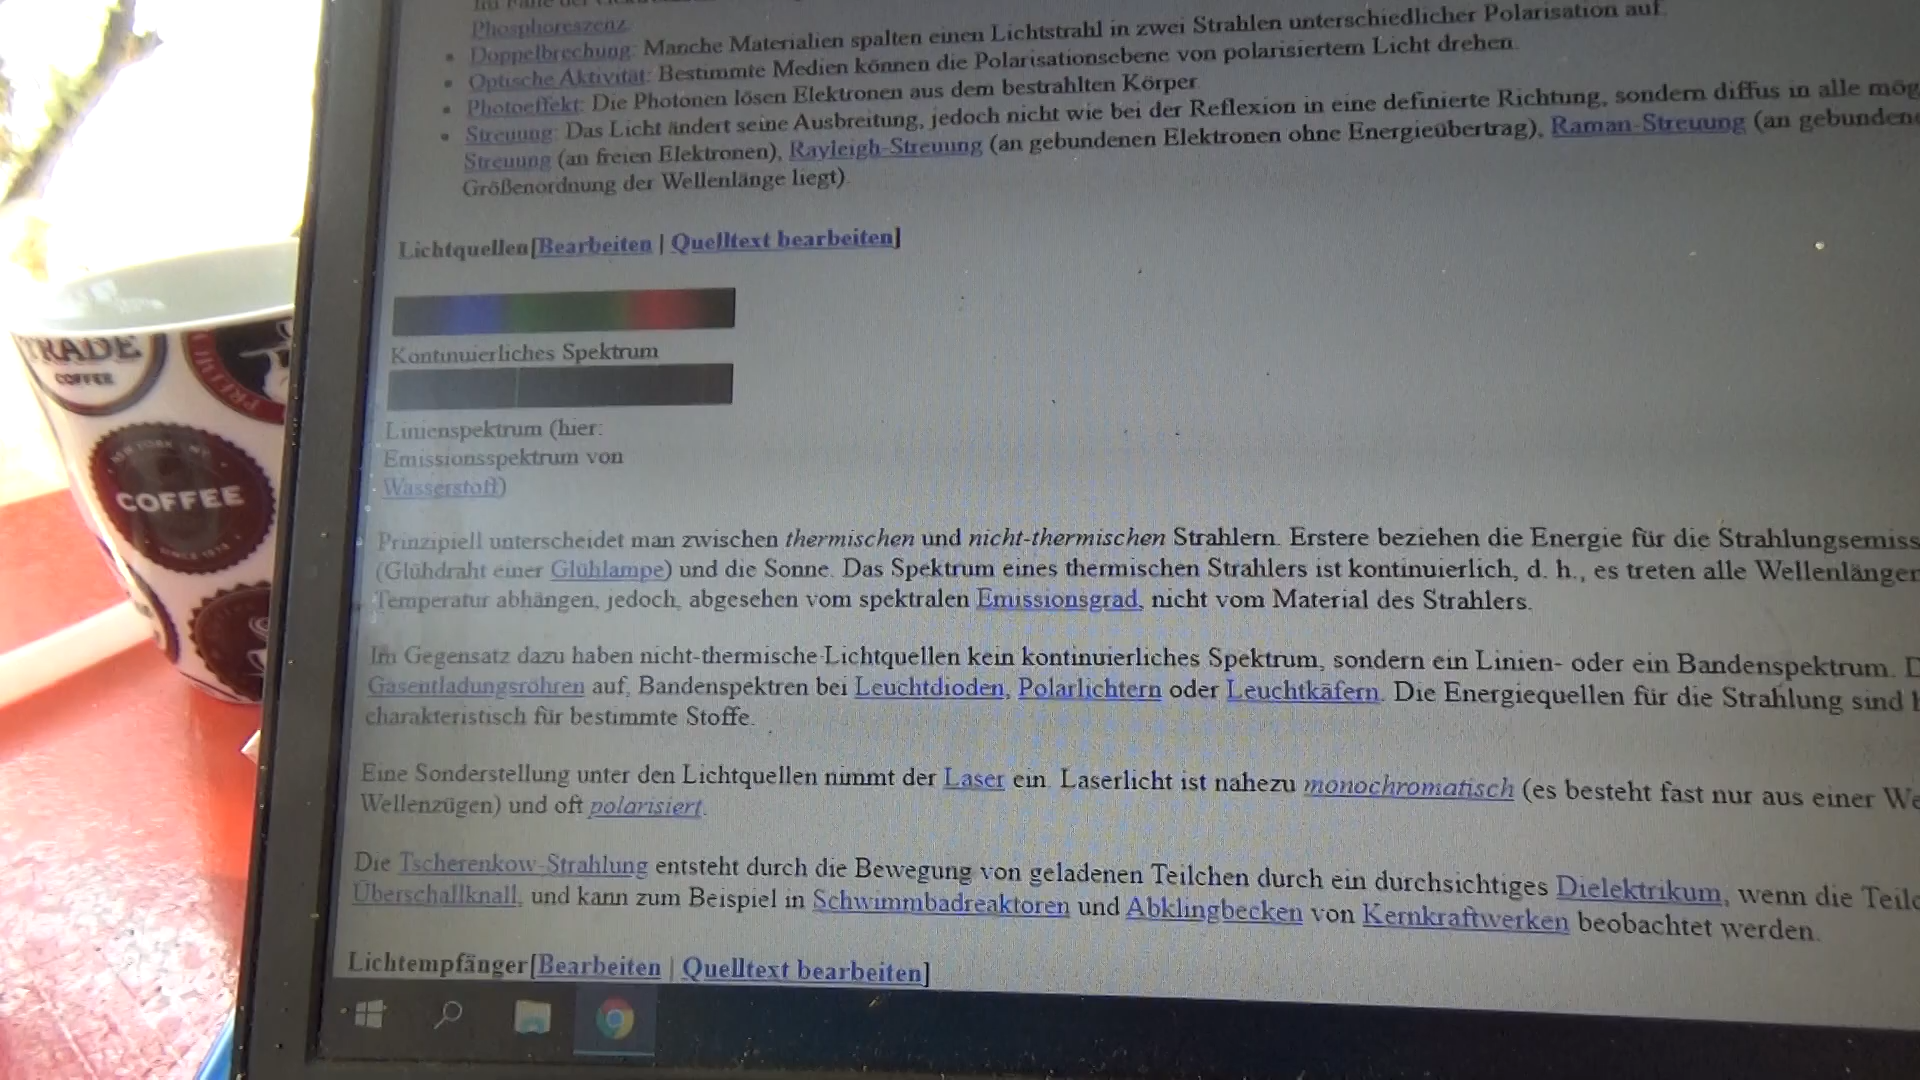 Phosphoreszenz
Doppelbrechung: Manche Materialien spalten einen Lichtstrahl in zwei Strahlen unterschiedlicher Polarisation auf.
Optische Aktivität: Bestimmte Medien können die Polarisationsebene von polarisiertem Licht drehen.
Photoeffekt: Die Photonen lösen Elektronen aus dem bestrahlten Körper.
Streuung: Das Licht ändert seine Ausbreitung, jedoch nicht wie bei der Reflexion in eine definierte Richtung, sondern diffus in alle mög
Streuung (an freien Elektronen), Rayleigh-Streuung (an gebundenen Elektronen ohne Energieübertrag), Raman-Streuung (an gebundene
Größenordnung der Wellenlänge liegt).
Lichtquellen[Bearbeiten | Quelltext bearbeiten]
Kontinuierliches Spektrum
Linienspektrum (hier:
Emissionsspektrum von
Wasserstoff)
Prinzipiell unterscheidet man zwischen thermischen und nicht-thermischen Strahlern. Erstere beziehen die Energie für die Strahlungsemiss
(Glühdraht einer Glühlampe) und die Sonne. Das Spektrum eines thermischen Strahlers ist kontinuierlich, d. h., es treten alle Wellenlängen
Temperatur abhängen, jedoch, abgesehen vom spektralen Emissionsgrad, nicht vom Material des Strahlers.
Im Gegensatz dazu haben nicht-thermische Lichtquellen kein kontinuierliches Spektrum, sondern ein Linien- oder ein Bandenspektrum. D
Gasentladungsröhren auf, Bandenspektren bei Leuchtdioden, Polarlichtern oder Leuchtkäfern. Die Energiequellen für die Strahlung sind b
charakteristisch für bestimmte Stoffe.
Eine Sonderstellung unter den Lichtquellen nimmt der Laser ein. Laserlicht ist nahezu monochromatisch (es besteht fast nur aus einer We
Wellenzügen) und oft polarisiert.
Die Tscherenkow-Strahlung entsteht durch die Bewegung von geladenen Teilchen durch ein durchsichtiges Dielektrikum, wenn die Teilc
Überschallknall, und kann zum Beispiel in Schwimmbadreaktoren und Abklingbecken von Kernkraftwerken beobachtet werden.
Lichtempfänger[Bearbeiten | Quelltext bearbeiten]
TRADE
COFFEE
COFFEE
SINCE